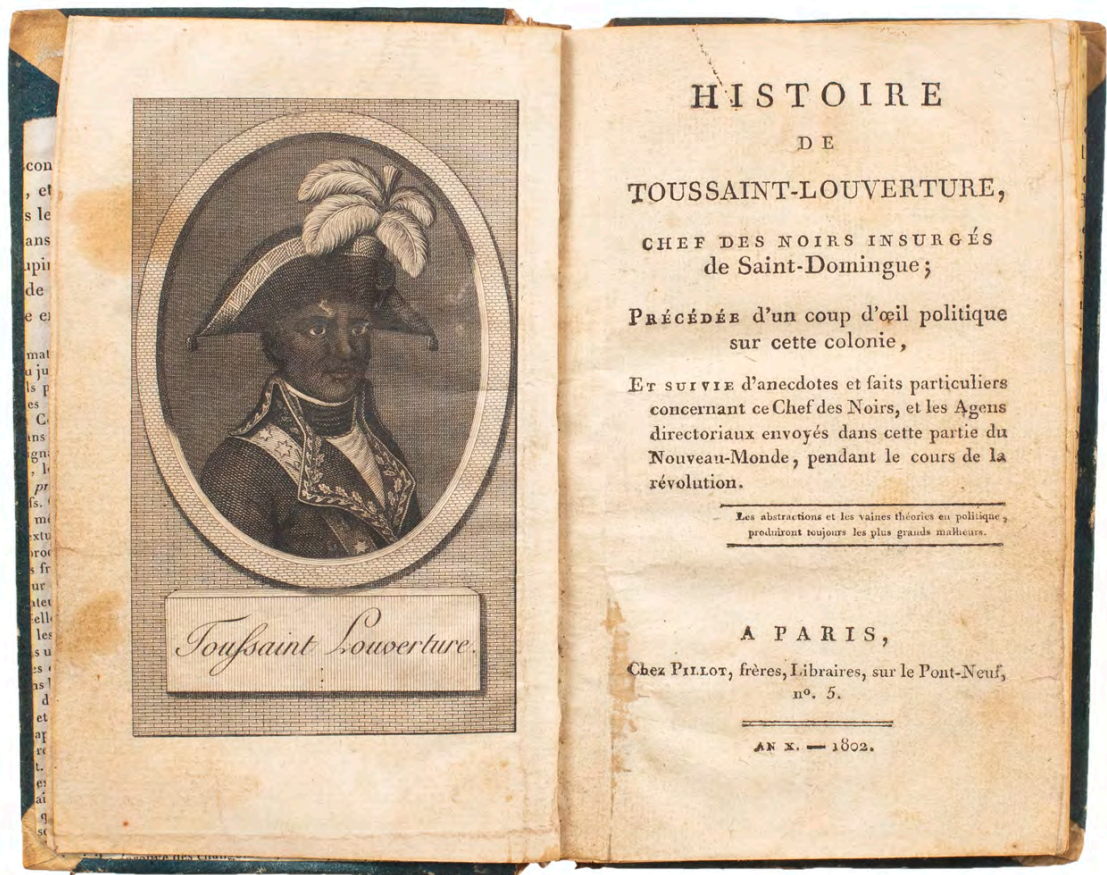 Toussaint Louverture.
HISTOIRE
DE
TOUSSAINT-LOUVERTURE,
CHEF DES NOIRS INSURGÉS
de Saint-Domingue;
PRÉCÉDÉE d'un coup d'œil politique
sur cette colonie,
ET SUIVIE d'anecdotes et faits particuliers
concernant ce Chef des Noirs, et les Agens
directoriaux envoyés dans cette partie du
Nouveau-Monde, pendant le cours de la
révolution.
Les abstractions et les vaines théories en politique,
produiront toujours les plus grands malheurs.
A PARIS,
Chez PILLOT, frères, Libraires, sur le Pont-Neuf,
nº. 5.
AN X. — 1802.